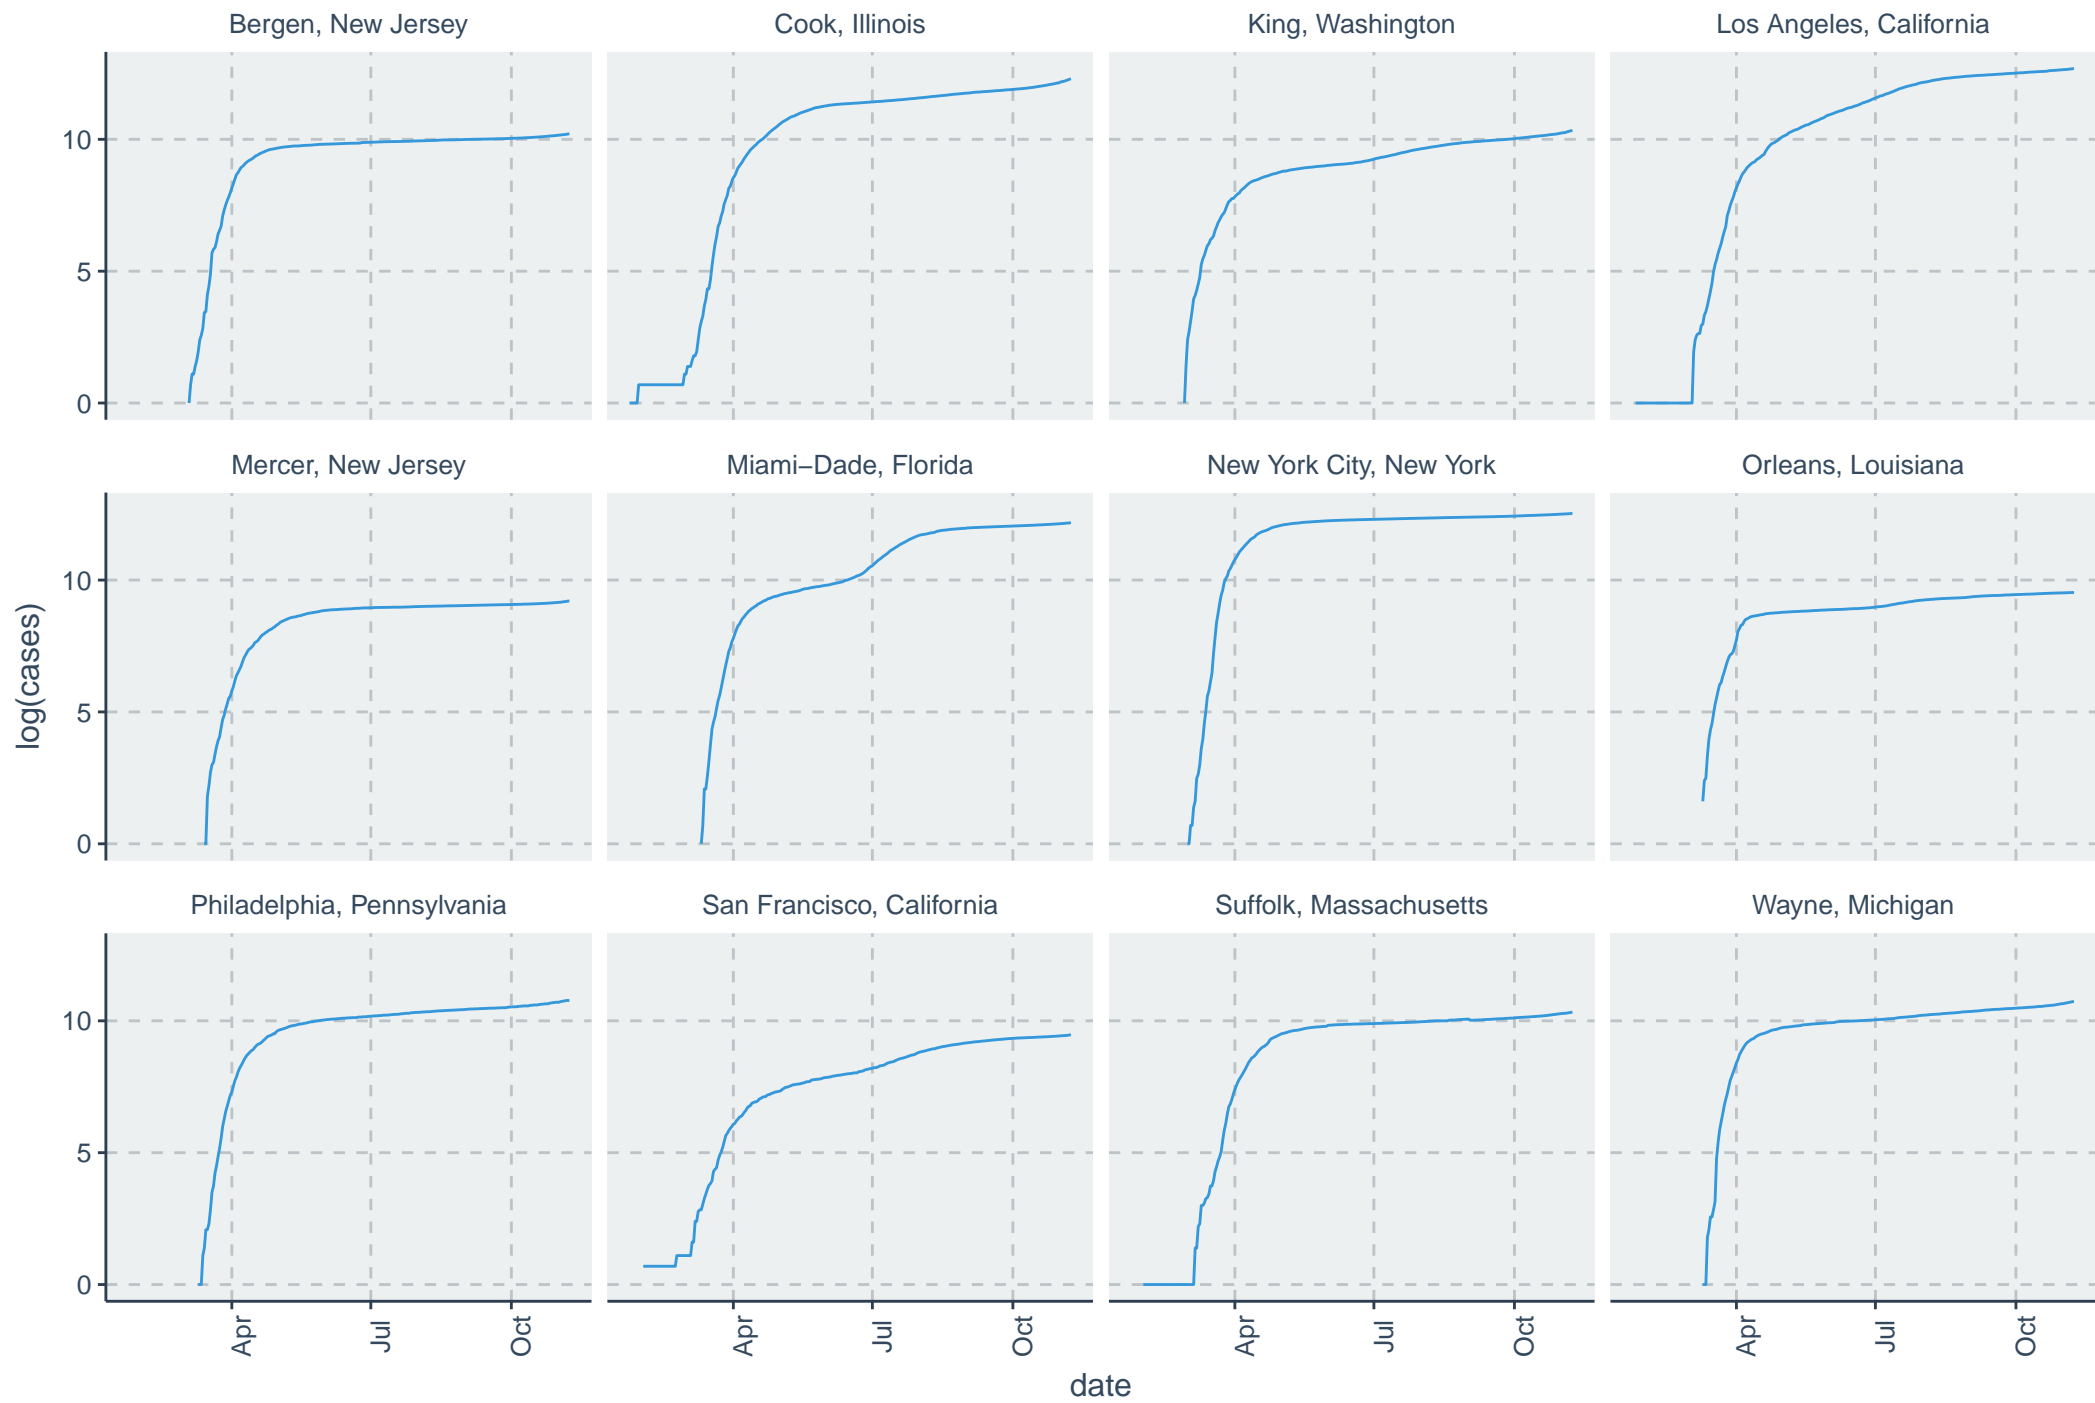 Bergen, New Jersey
Cook, Illinois
King, Washington
Los Angeles, California
10
5
0
Mercer, New Jersey
Miami−Dade, Florida
New York City, New York
Orleans, Louisiana
log(cases)
10
5
0
Philadelphia, Pennsylvania
San Francisco, California
Suffolk, Massachusetts
Wayne, Michigan
10
5
0
Apr
Jul
Oct
Apr
Jul
Oct
Apr
Jul
Oct
Apr
Jul
Oct
date